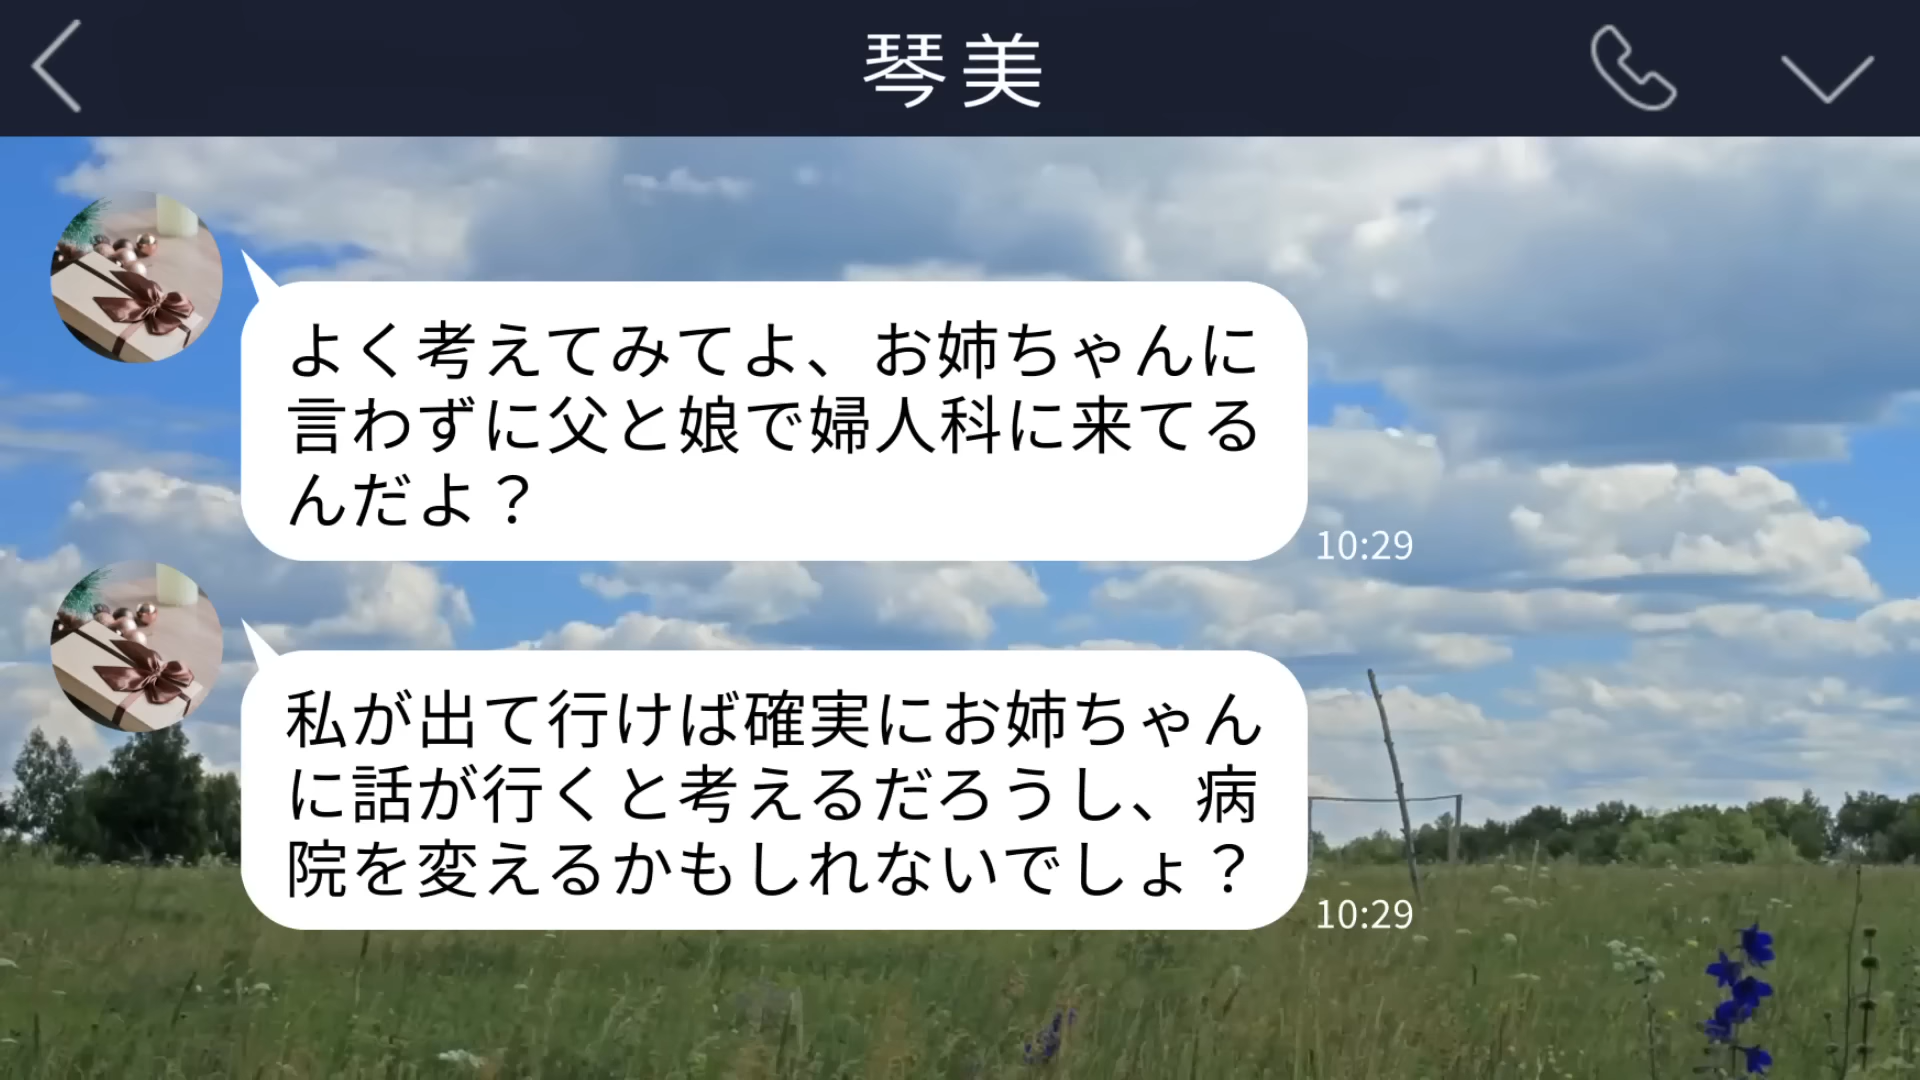 琴美
よく考えてみてよ、お姉ちゃんに
言わずに父と娘で婦人科に来てる
んだよ？
10:29
私が出て行けば確実にお姉ちゃん
に話が行くと考えるだろうし、病
院を変えるかもしれないでしょ？
10:29